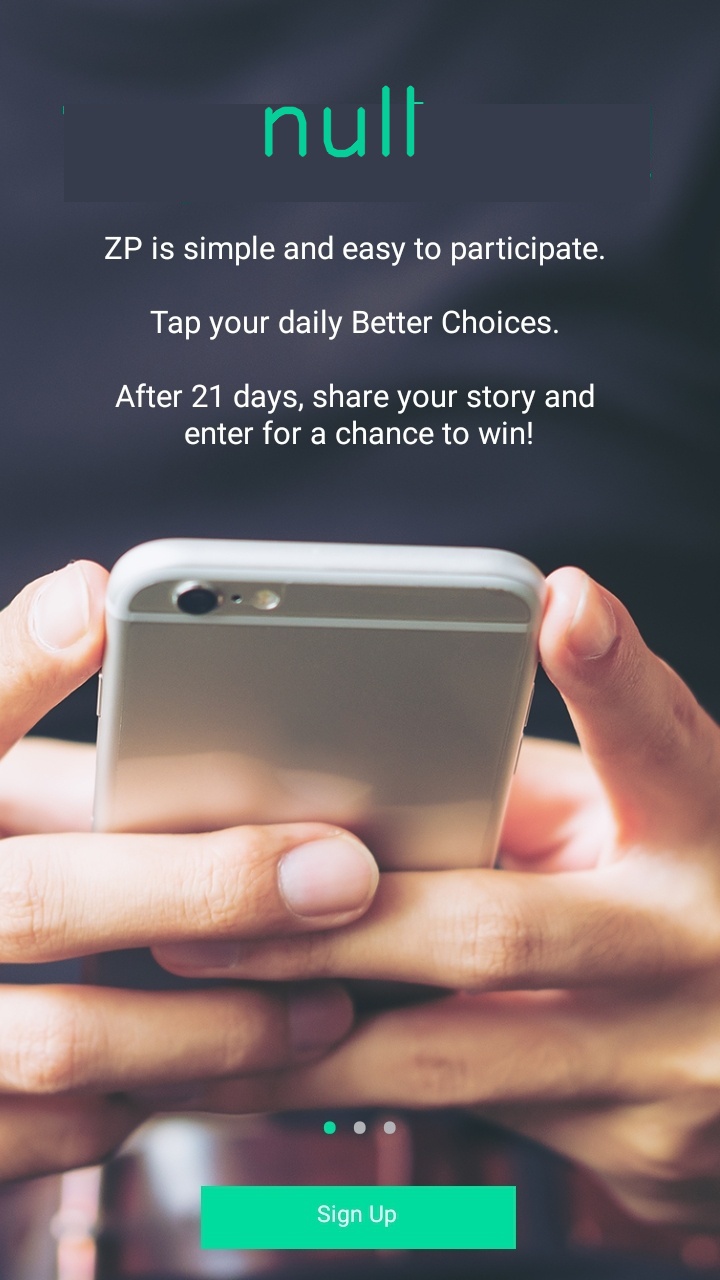 null
ZP is simple and easy to participate.
Tap your daily Better Choices.
After 21 days, share your story and
enter for a chance to win!
Sign Up